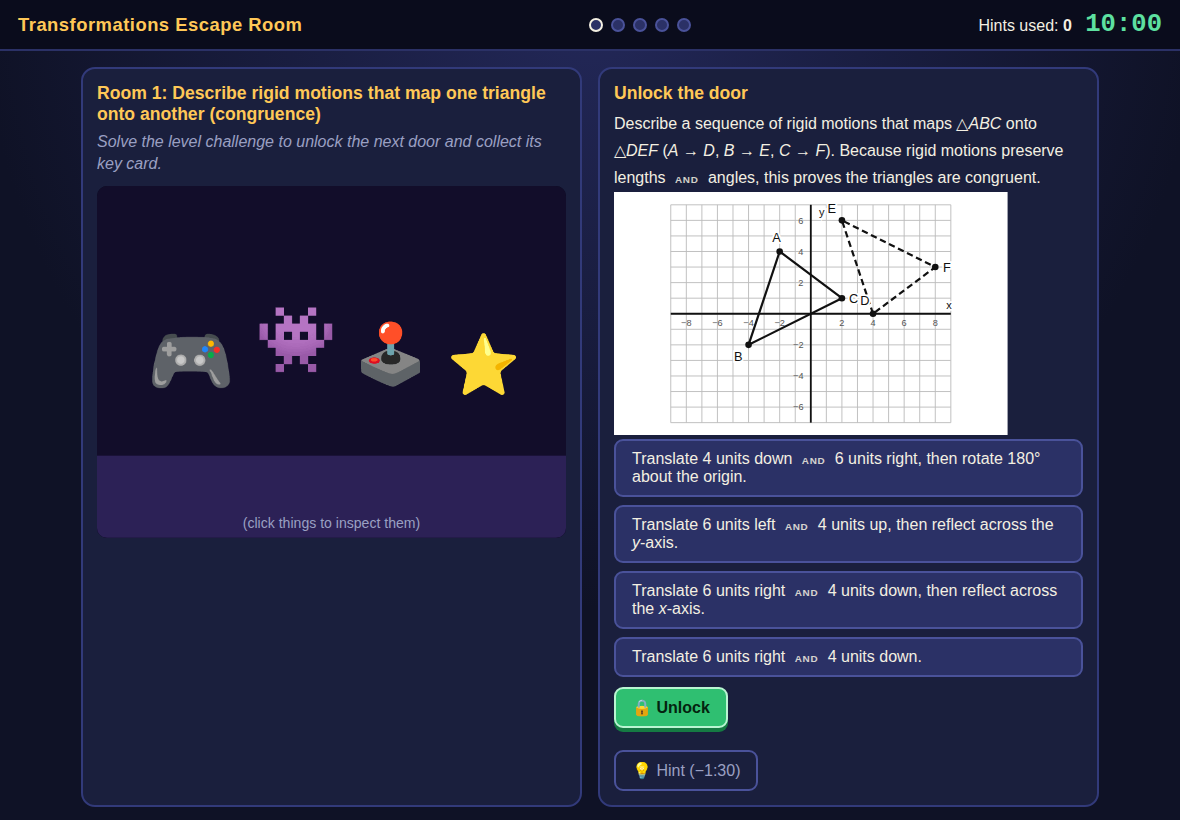 Transformations Escape Room
Hints used: 0 10:00
Room 1: Describe rigid motions that map one triangle
onto another (congruence)
Solve the level challenge to unlock the next door and collect its
key card.
(click things to inspect them)
Unlock the door
Describe a sequence of rigid motions that maps △ABC onto
△DEF (A → D, B → E, C → F). Because rigid motions preserve
lengths AND angles, this proves the triangles are congruent.
y E
6
A
4
F
2
C D
x
−8 −6 −4 −2 2 4 6 8
−2
B
−4
−6
Translate 4 units down AND 6 units right, then rotate 180°
about the origin.
Translate 6 units left AND 4 units up, then reflect across the
y-axis.
Translate 6 units right AND 4 units down, then reflect across
the x-axis.
Translate 6 units right AND 4 units down.
🔒 Unlock
💡 Hint (−1:30)